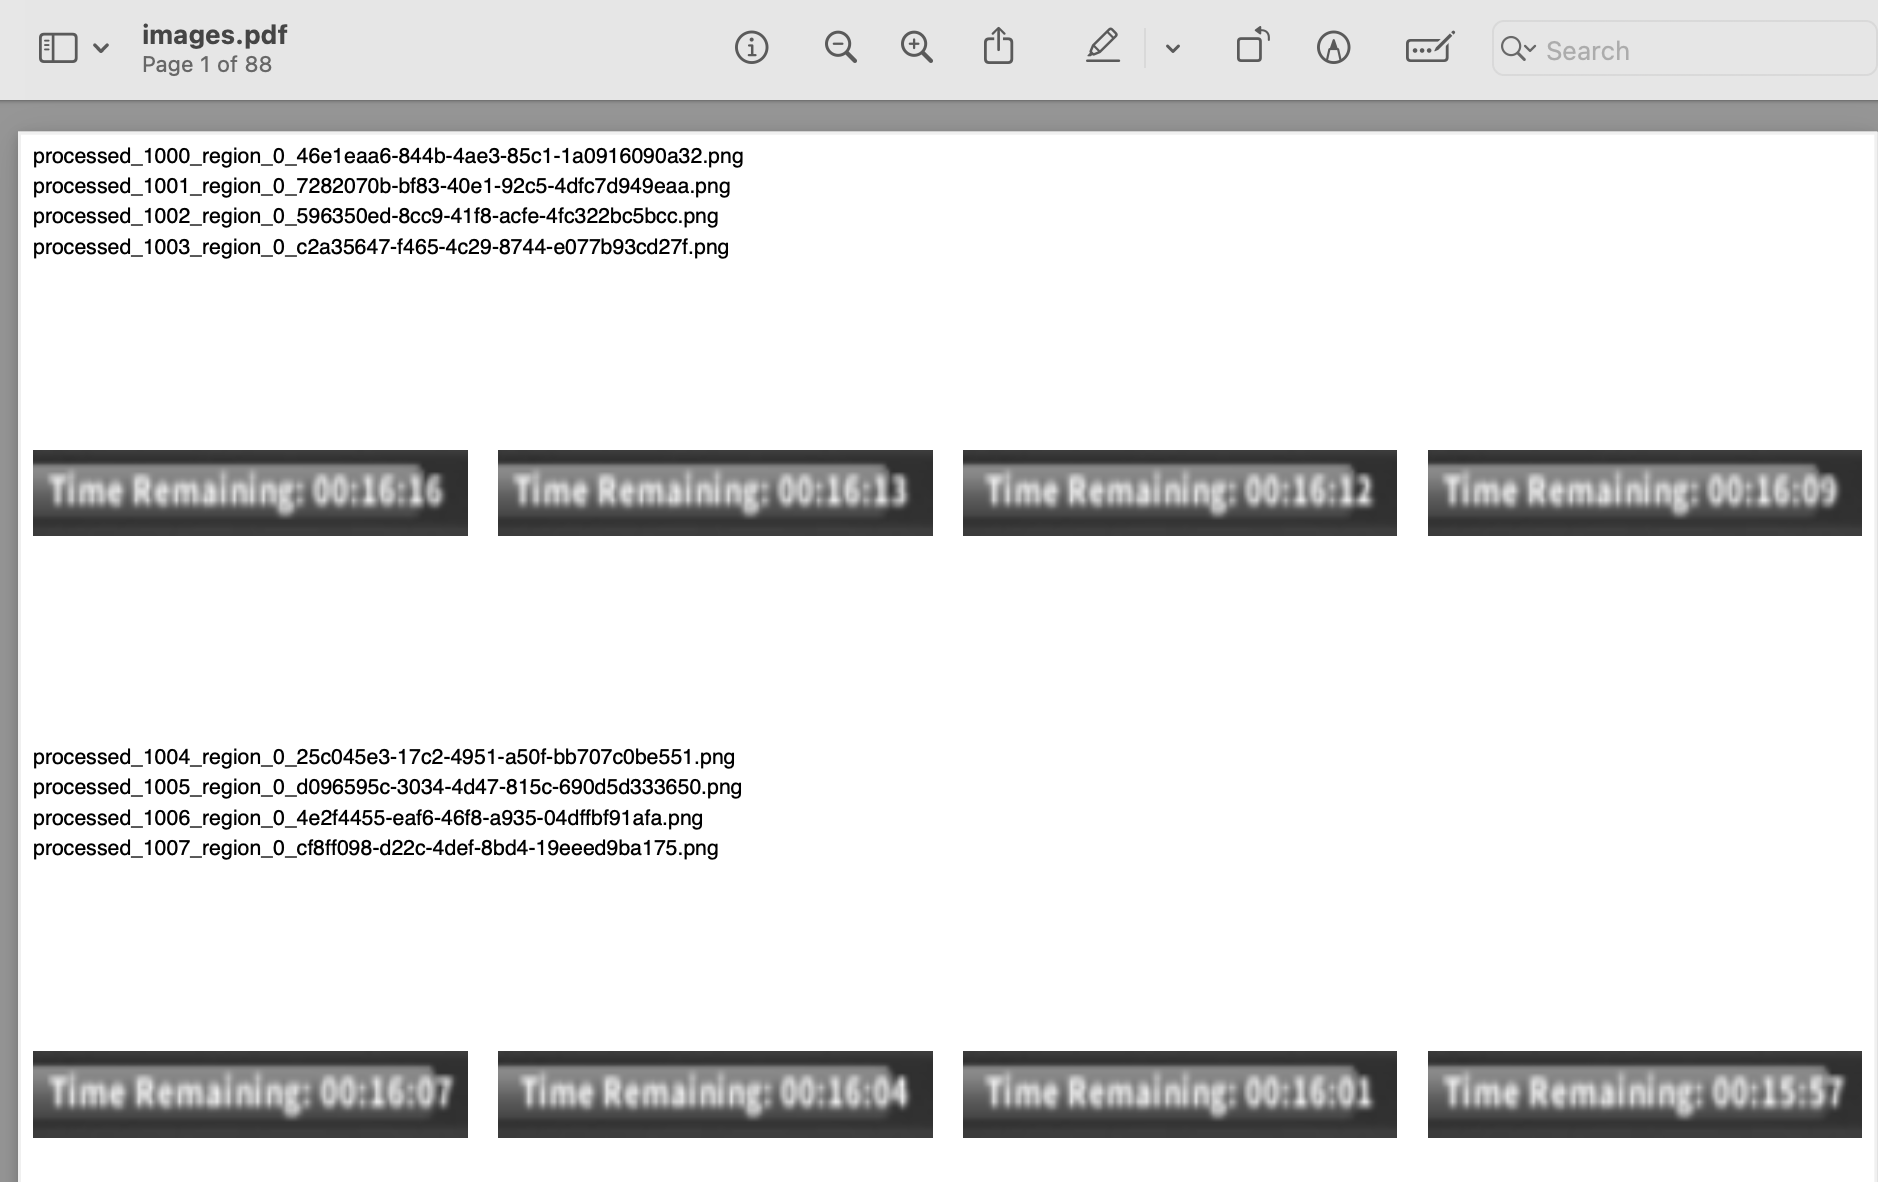 images.pdf
Page 1 of 88
Search
processed_1000_region_0_46e1eaa6-844b-4ae3-85c1-1a0916090a32.png
processed_1001_region_0_7282070b-bf83-40e1-92c5-4dfc7d949eaa.png
processed_1002_region_0_596350ed-8cc9-41f8-acfe-4fc322bc5bcc.png
processed_1003_region_0_c2a35647-f465-4c29-8744-e077b93cd27f.png
Time Remaining: 00:16:16
Time Remaining: 00:16:13
Time Remaining: 00:16:12
Time Remaining: 00:16:09
processed_1004_region_0_25c045e3-17c2-4951-a50f-bb707c0be551.png
processed_1005_region_0_d096595c-3034-4d47-815c-690d5d333650.png
processed_1006_region_0_4e2f4455-eaf6-46f8-a935-04dffbf91afa.png
processed_1007_region_0_cf8ff098-d22c-4def-8bd4-19eeed9ba175.png
Time Remaining: 00:16:07
Time Remaining: 00:16:04
Time Remaining: 00:16:01
Time Remaining: 00:15:57